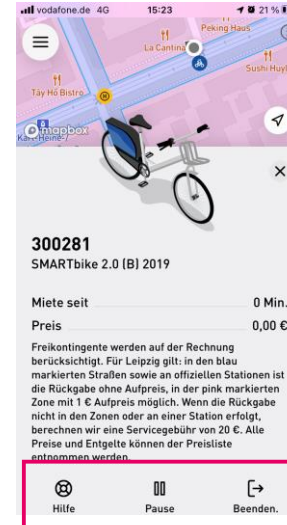 vodafone.de 4G 15:23 21 %
Peking Haus
La Cantina
Sushi Huy
Tây Hồ Bistro
mapbox
300281
SMARTbike 2.0 (B) 2019
Miete seit 0 Min.
Preis 0,00 €
Freikontingente werden auf der Rechnung
berücksichtigt. Für Leipzig gilt: in den blau
markierten Straßen sowie an offiziellen Stationen ist
die Rückgabe ohne Aufpreis, in der pink markierten
Zone mit 1 € Aufpreis möglich. Wenn die Rückgabe
nicht in den Zonen oder an einer Station erfolgt,
berechnen wir eine Servicegebühr von 20 €. Alle
Preise und Entgelte können der Preisliste
entnommen werden.
Hilfe Pause Beenden.